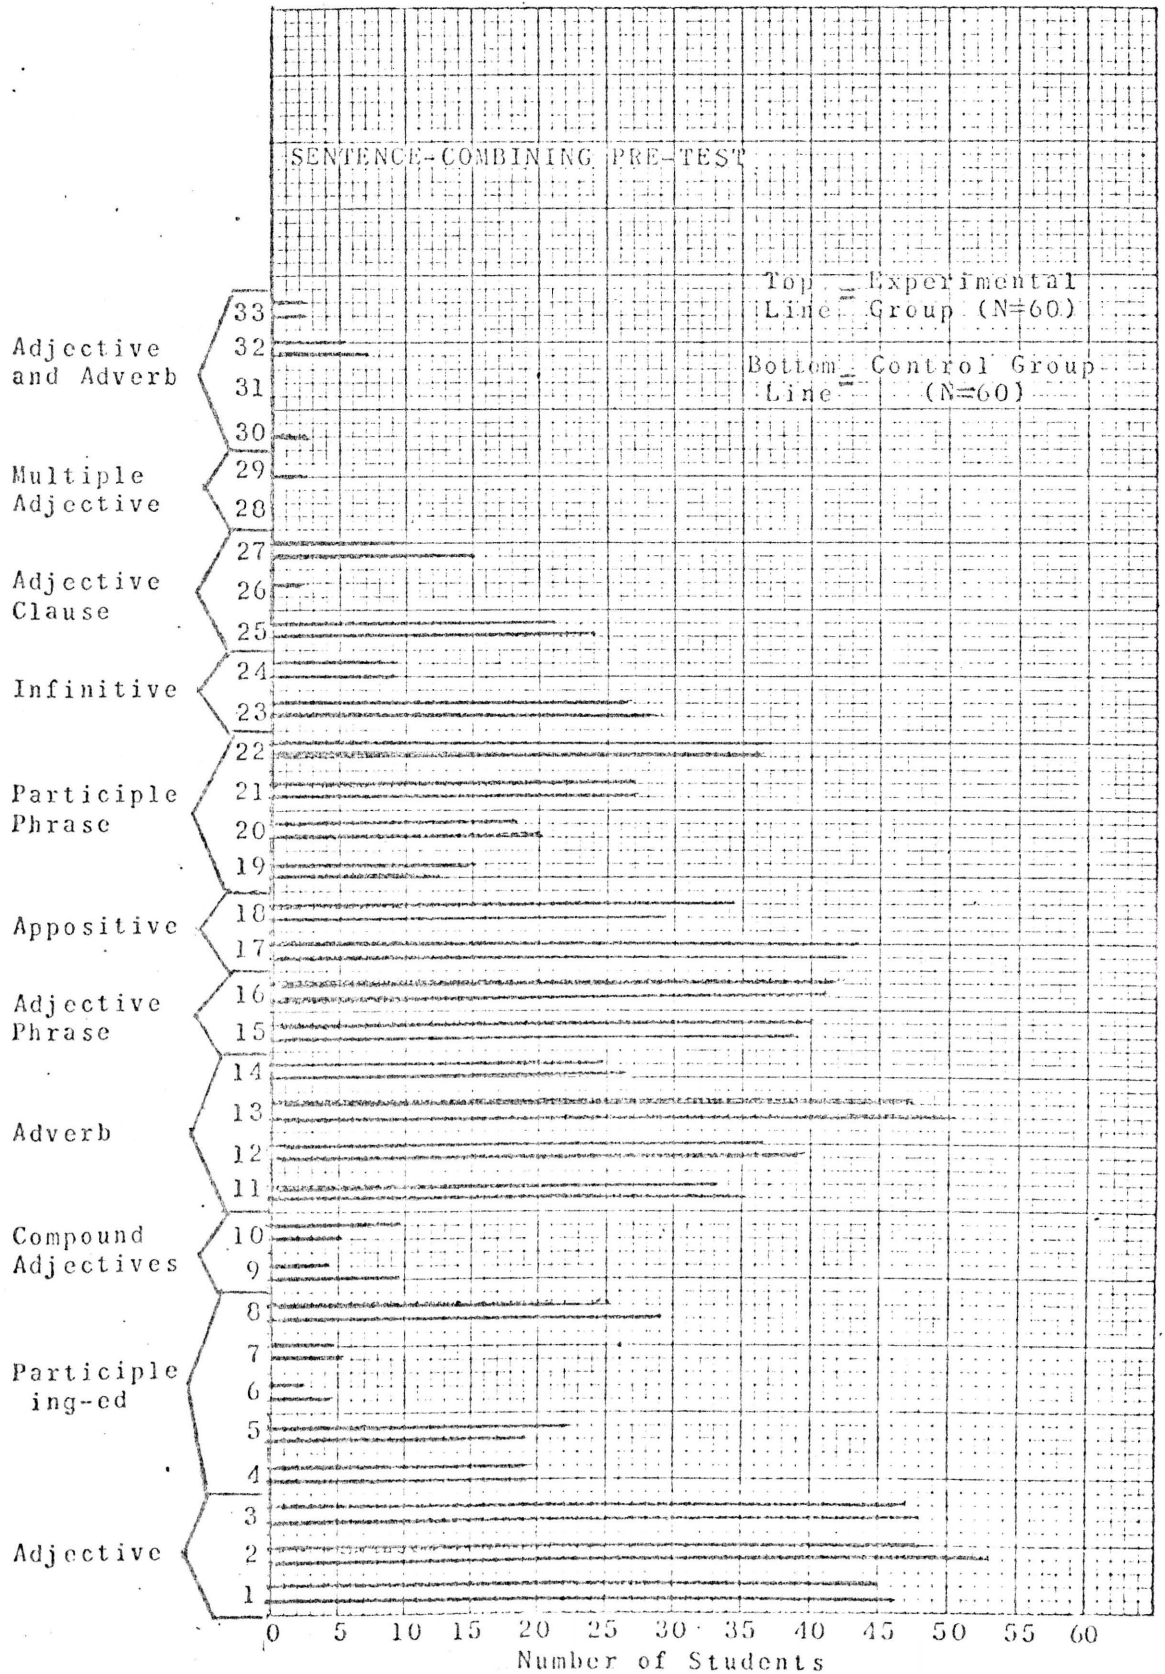 SENTENCE-COMBINING PRE-TEST
Top Line = Experimental Group (N=60)
Bottom Line = Control Group (N=60)
33
Adjective
and Adverb
32
31
30
Multiple
Adjective
29
28
27
Adjective
Clause
26
25
24
Infinitive
23
22
Participle
Phrase
21
20
19
18
Appositive
17
16
Adjective
Phrase
15
14
13
Adverb
12
11
Compound
Adjectives
10
9
8
7
Participle
ing-ed
6
5
4
3
Adjective
2
1
0 5 10 15 20 25 30 35 40 45 50 55 60
Number of Students